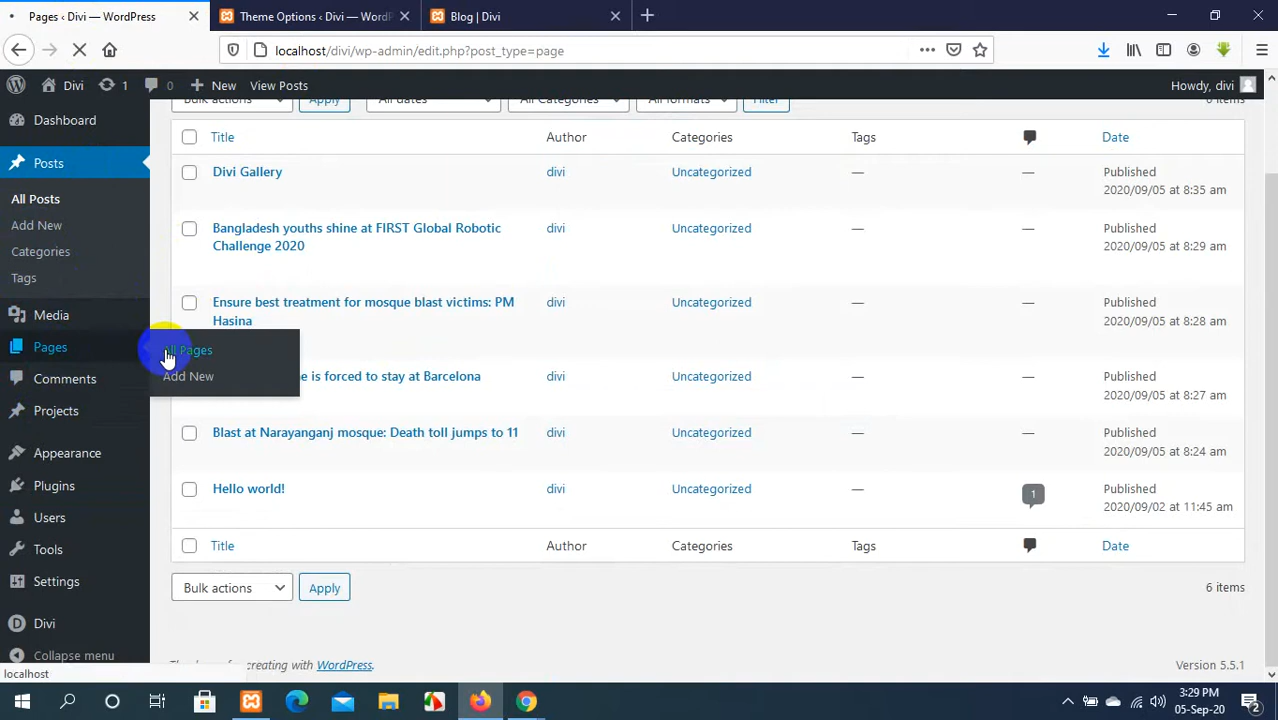 Pages ‹ Divi — WordPress
Theme Options ‹ Divi — WordP
Blog | Divi
localhost/divi/wp-admin/edit.php?post_type=page
Divi 1 0 New View Posts Howdy, divi
Bulk actions Apply All dates All Categories All formats Filter 6 items
Dashboard
Posts
All Posts
Add New
Categories
Tags
Media
Pages
All Pages
Add New
Comments
Projects
Appearance
Plugins
Users
Tools
Settings
Divi
Collapse menu
localhost
Title Author Categories Tags Date
Divi Gallery divi Uncategorized — — Published
2020/09/05 at 8:35 am
Bangladesh youths shine at FIRST Global Robotic divi Uncategorized — — Published
Challenge 2020 2020/09/05 at 8:29 am
Ensure best treatment for mosque blast victims: PM divi Uncategorized — — Published
Hasina 2020/09/05 at 8:28 am
is forced to stay at Barcelona divi Uncategorized — — Published
2020/09/05 at 8:27 am
Blast at Narayanganj mosque: Death toll jumps to 11 divi Uncategorized — — Published
2020/09/05 at 8:24 am
Hello world! divi Uncategorized — 1 Published
2020/09/02 at 11:45 am
Title Author Categories Tags Date
Bulk actions Apply 6 items
creating with WordPress. Version 5.5.1
3:29 PM
05-Sep-20
2